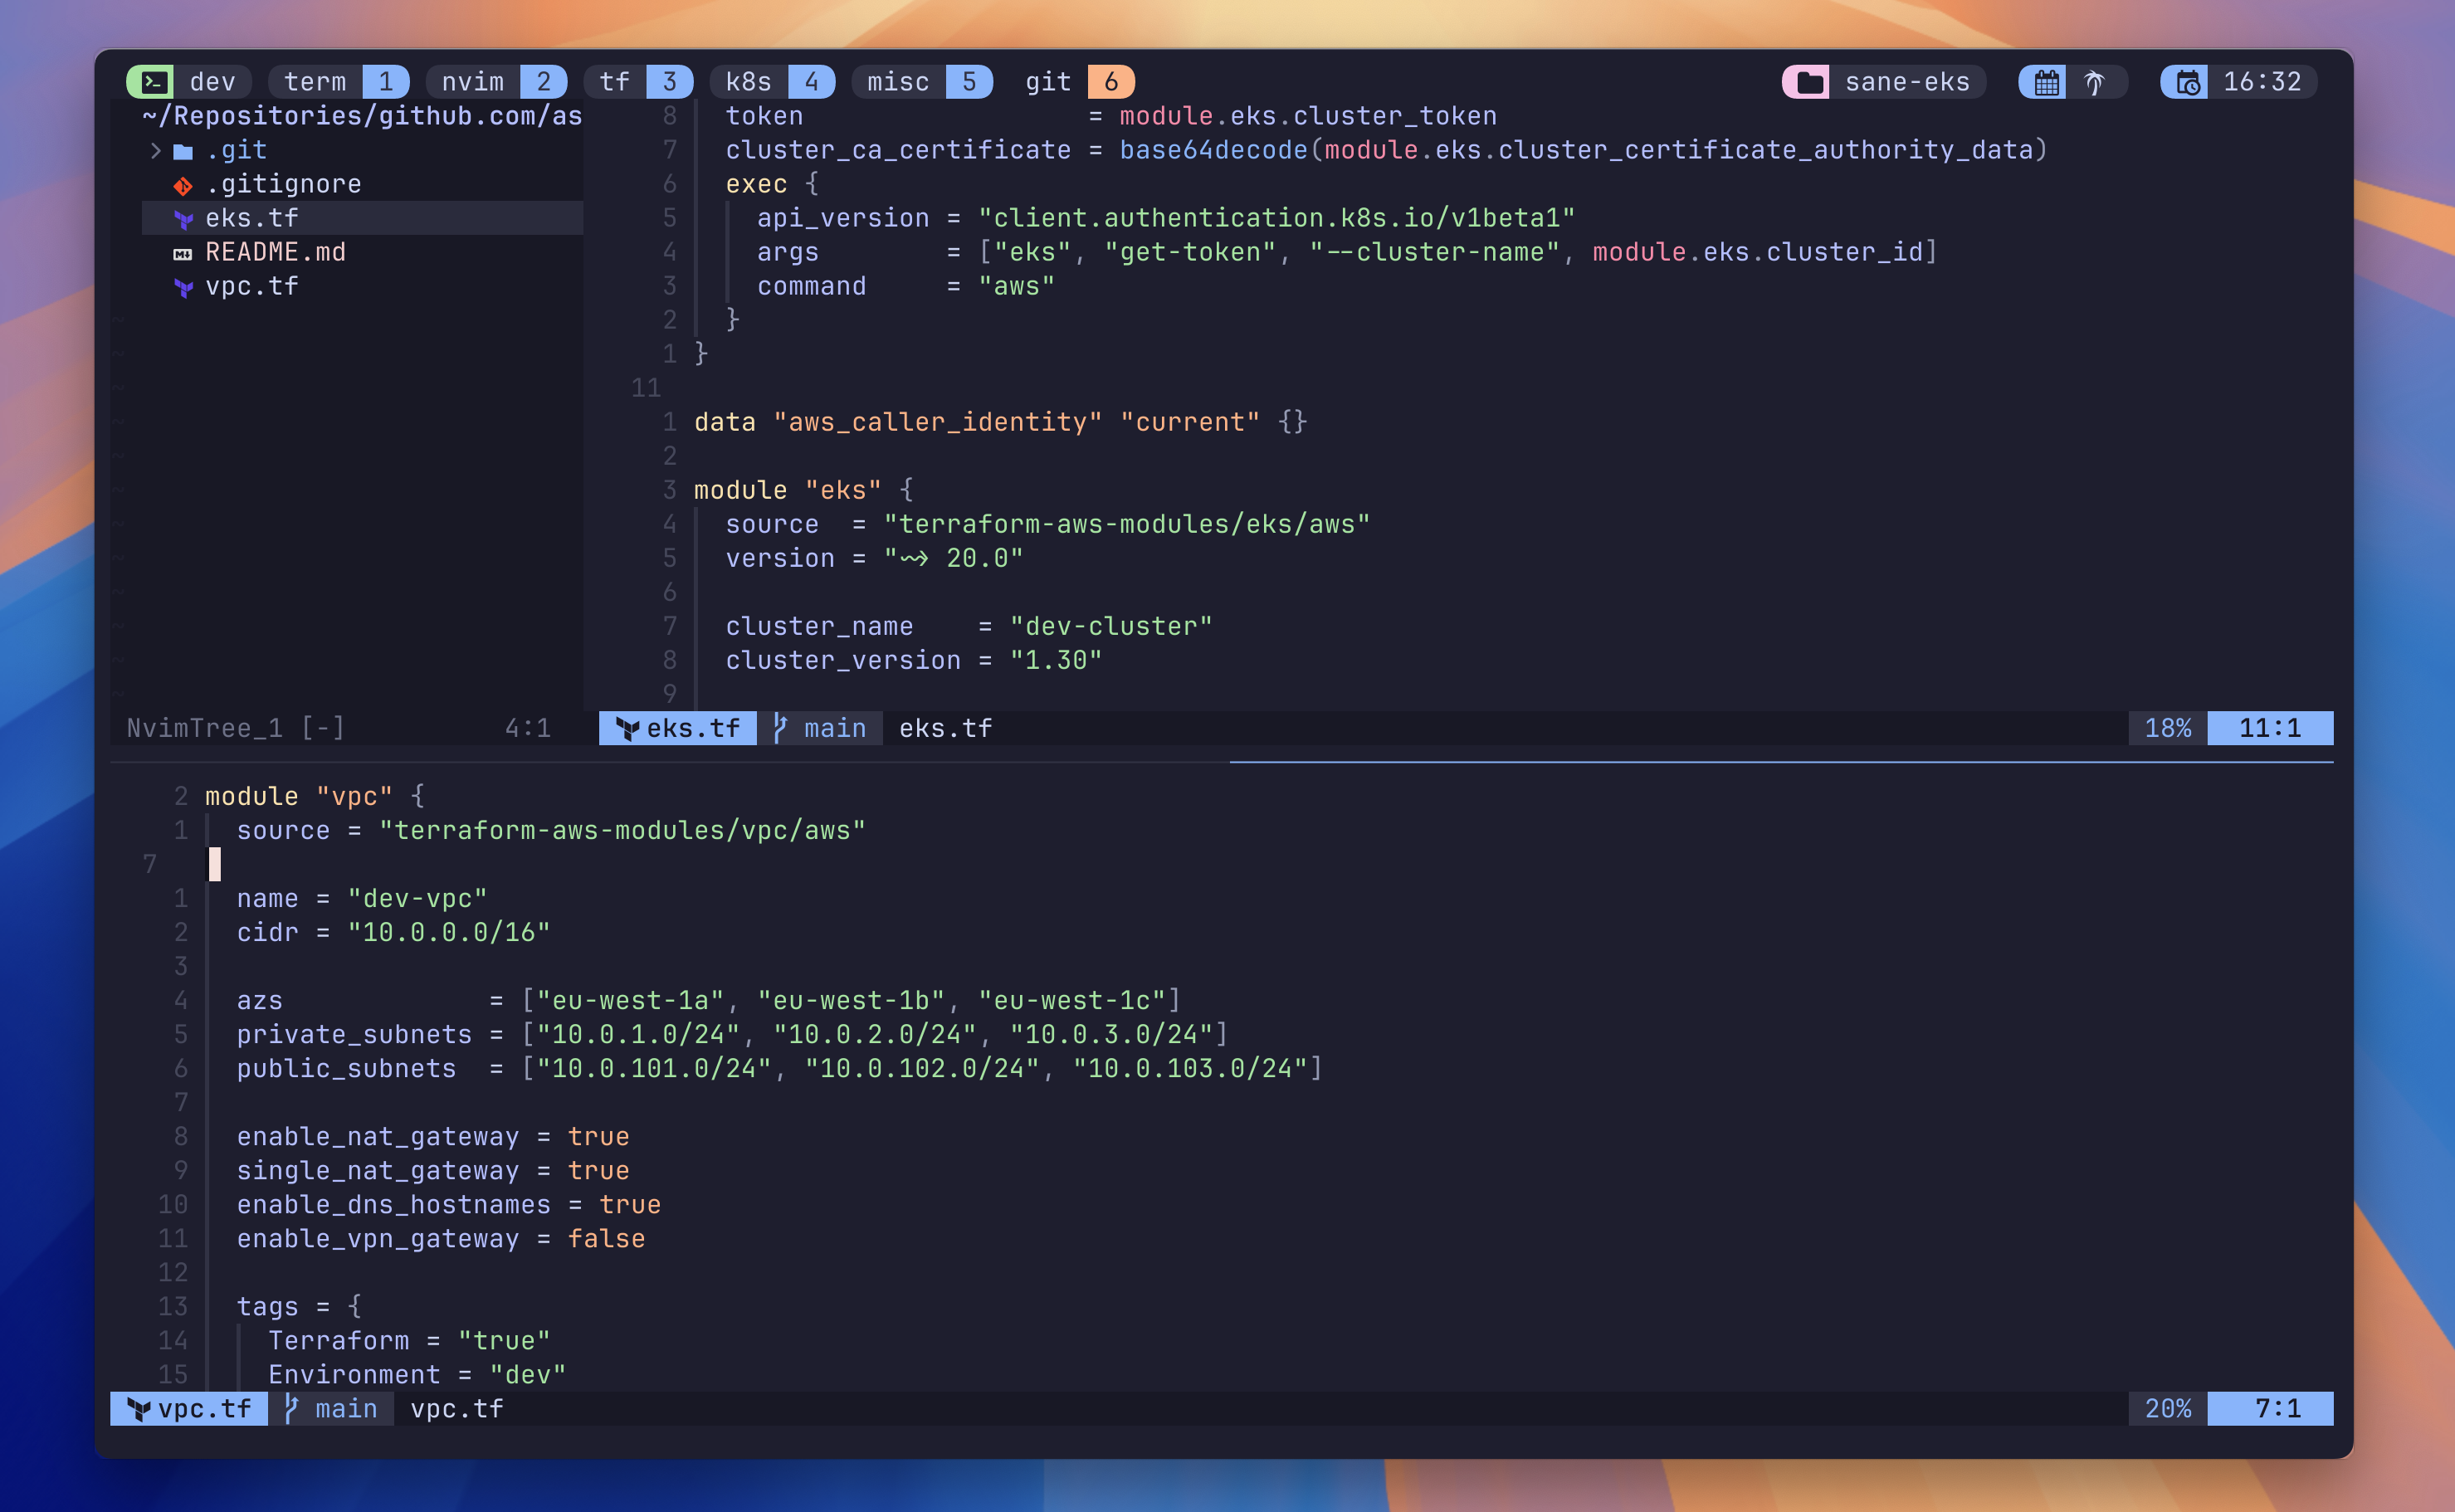 dev term 1 nvim 2 tf 3 k8s 4 misc 5 git 6 sane-eks 16:32
~/Repositories/github.com/as
.git
.gitignore
eks.tf
README.md
vpc.tf
NvimTree_1 [-] 4:1
8 token = module.eks.cluster_token
7 cluster_ca_certificate = base64decode(module.eks.cluster_certificate_authority_data)
6 exec {
5 api_version = "client.authentication.k8s.io/v1beta1"
4 args = ["eks", "get-token", "--cluster-name", module.eks.cluster_id]
3 command = "aws"
2 }
1 }
11
1 data "aws_caller_identity" "current" {}
2
3 module "eks" {
4 source = "terraform-aws-modules/eks/aws"
5 version = "~> 20.0"
6
7 cluster_name = "dev-cluster"
8 cluster_version = "1.30"
9
eks.tf main eks.tf 18% 11:1
2 module "vpc" {
1 source = "terraform-aws-modules/vpc/aws"
7
1 name = "dev-vpc"
2 cidr = "10.0.0.0/16"
3
4 azs = ["eu-west-1a", "eu-west-1b", "eu-west-1c"]
5 private_subnets = ["10.0.1.0/24", "10.0.2.0/24", "10.0.3.0/24"]
6 public_subnets = ["10.0.101.0/24", "10.0.102.0/24", "10.0.103.0/24"]
7
8 enable_nat_gateway = true
9 single_nat_gateway = true
10 enable_dns_hostnames = true
11 enable_vpn_gateway = false
12
13 tags = {
14 Terraform = "true"
15 Environment = "dev"
vpc.tf main vpc.tf 20% 7:1